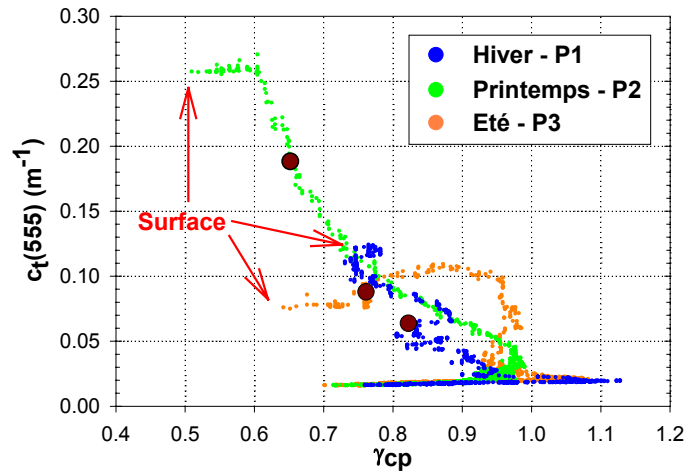 0.30
0.25
0.20
0.15
0.10
0.05
0.00
cₜ(555) (m⁻¹)
Hiver - P1
Printemps - P2
Eté - P3
Surface
0.4 0.5 0.6 0.7 0.8 0.9 1.0 1.1 1.2
γcp